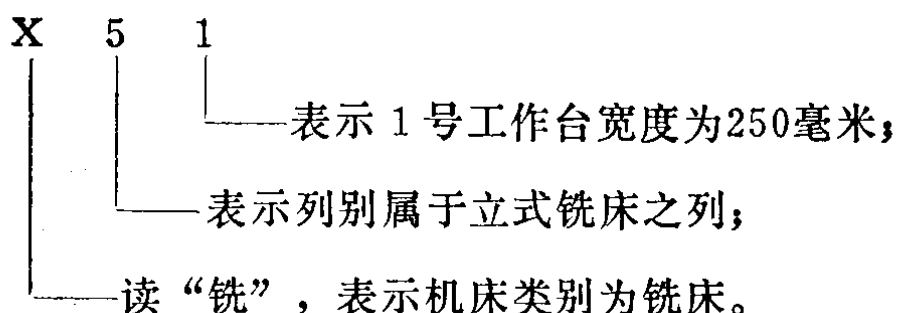 X 5 1
表示1号工作台宽度为250毫米;
表示列别属于立式铣床之列;
读“铣”,表示机床类别为铣床。